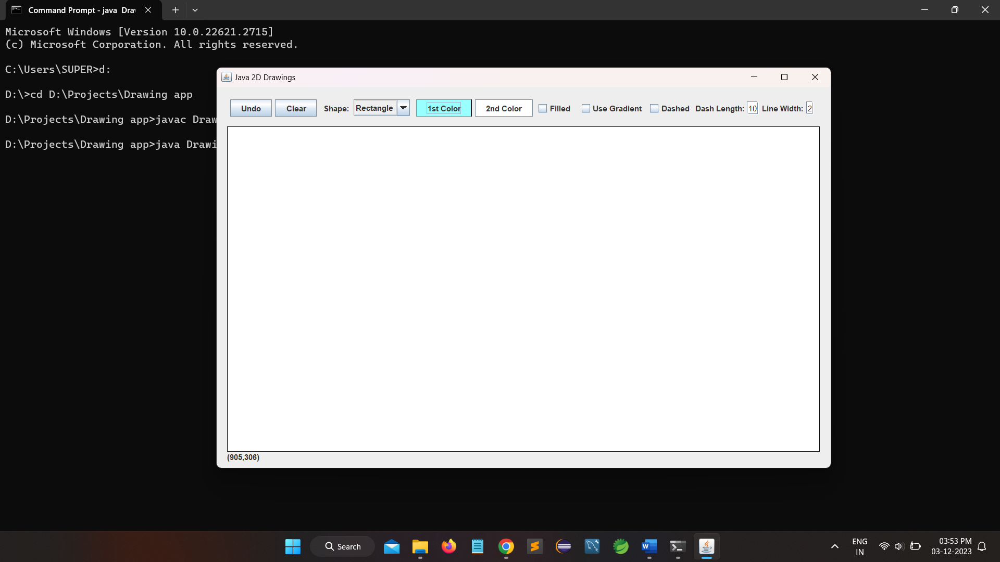 Command Prompt - java Dra
Microsoft Windows [Version 10.0.22621.2715]
(c) Microsoft Corporation. All rights reserved.
C:\Users\SUPER>d:
D:\>cd D:\Projects\Drawing app
D:\Projects\Drawing app>javac Draw
D:\Projects\Drawing app>java Drawi
Java 2D Drawings
Undo Clear Shape: Rectangle 1st Color 2nd Color Filled Use Gradient Dashed Dash Length: 10 Line Width: 2
(905,306)
Search
W
ENG
IN
03:53 PM
03-12-2023